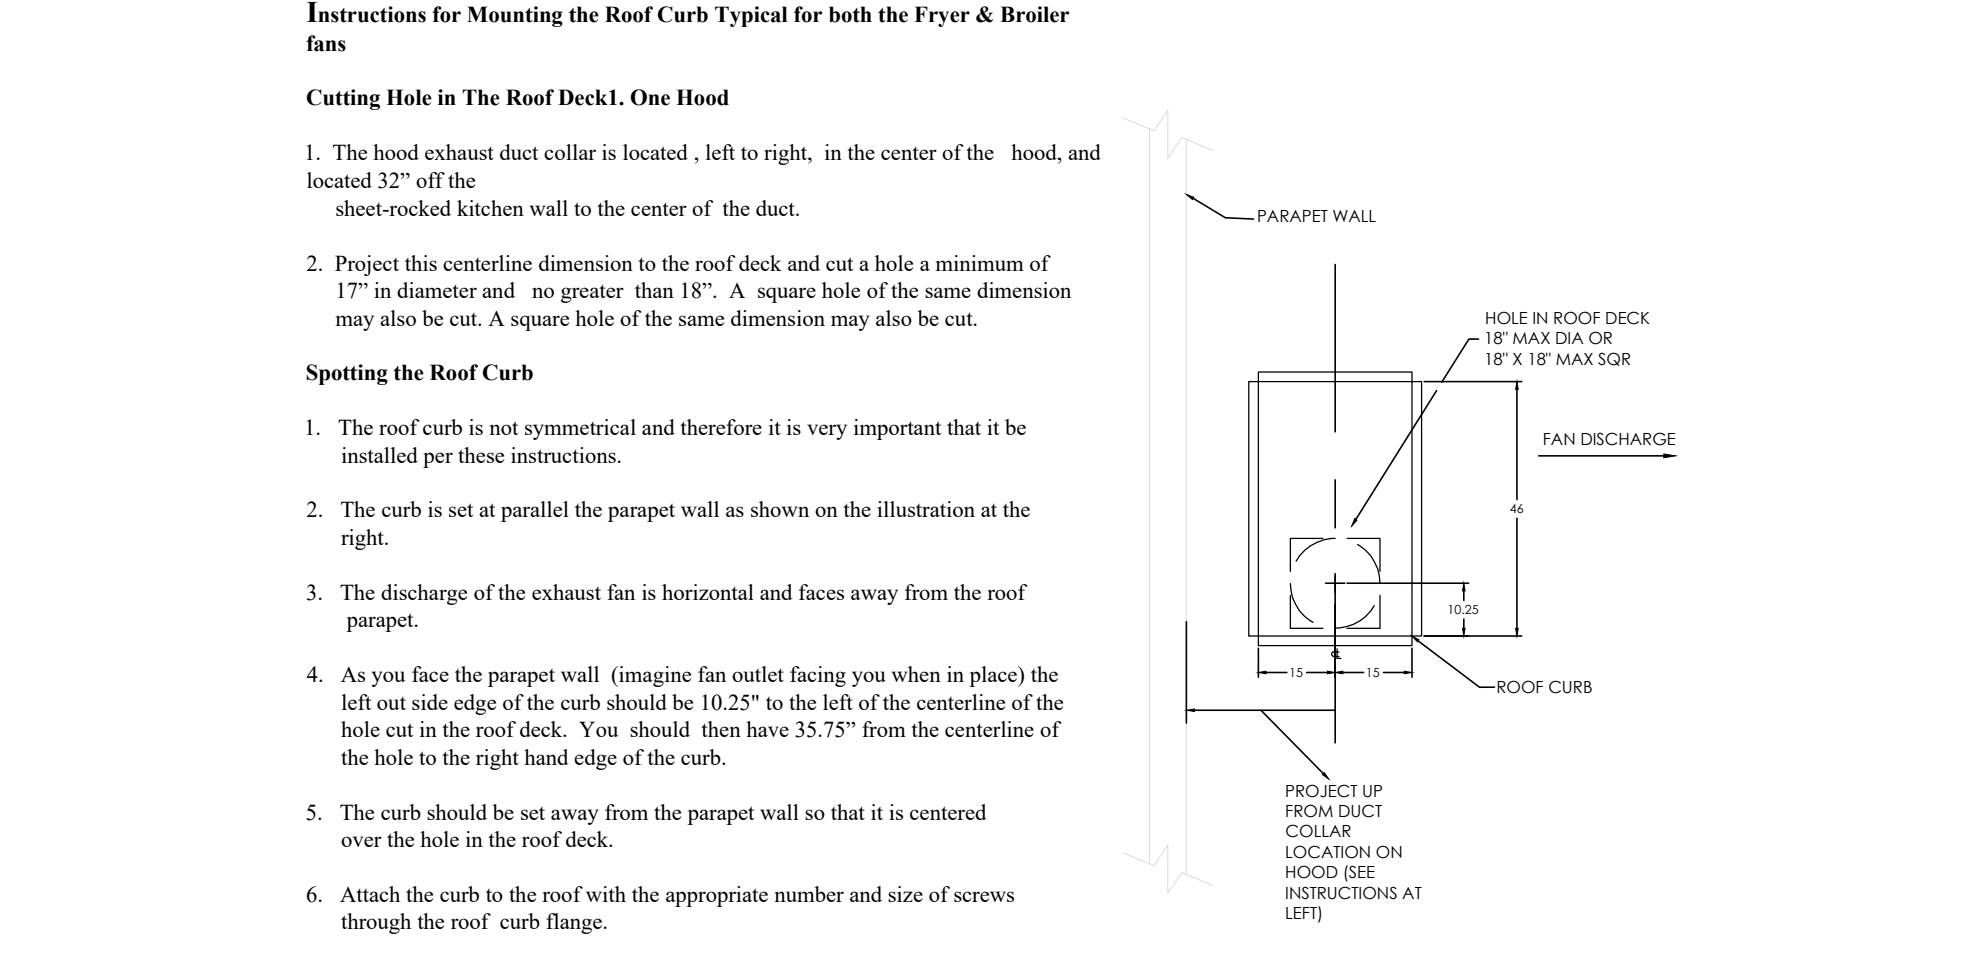 Instructions for Mounting the Roof Curb Typical for both the Fryer & Broiler
fans
Cutting Hole in The Roof Deck1. One Hood
1. The hood exhaust duct collar is located , left to right, in the center of the hood, and
located 32” off the
sheet-rocked kitchen wall to the center of the duct.
2. Project this centerline dimension to the roof deck and cut a hole a minimum of
17” in diameter and no greater than 18”. A square hole of the same dimension
may also be cut. A square hole of the same dimension may also be cut.
Spotting the Roof Curb
1. The roof curb is not symmetrical and therefore it is very important that it be
installed per these instructions.
2. The curb is set at parallel the parapet wall as shown on the illustration at the
right.
3. The discharge of the exhaust fan is horizontal and faces away from the roof
parapet.
4. As you face the parapet wall (imagine fan outlet facing you when in place) the
left out side edge of the curb should be 10.25" to the left of the centerline of the
hole cut in the roof deck. You should then have 35.75” from the centerline of
the hole to the right hand edge of the curb.
5. The curb should be set away from the parapet wall so that it is centered
over the hole in the roof deck.
6. Attach the curb to the roof with the appropriate number and size of screws
through the roof curb flange.
PARAPET WALL
HOLE IN ROOF DECK
18" MAX DIA OR
18" X 18" MAX SQR
FAN DISCHARGE
46
10.25
℄
15
15
ROOF CURB
PROJECT UP
FROM DUCT
COLLAR
LOCATION ON
HOOD (SEE
INSTRUCTIONS AT
LEFT)